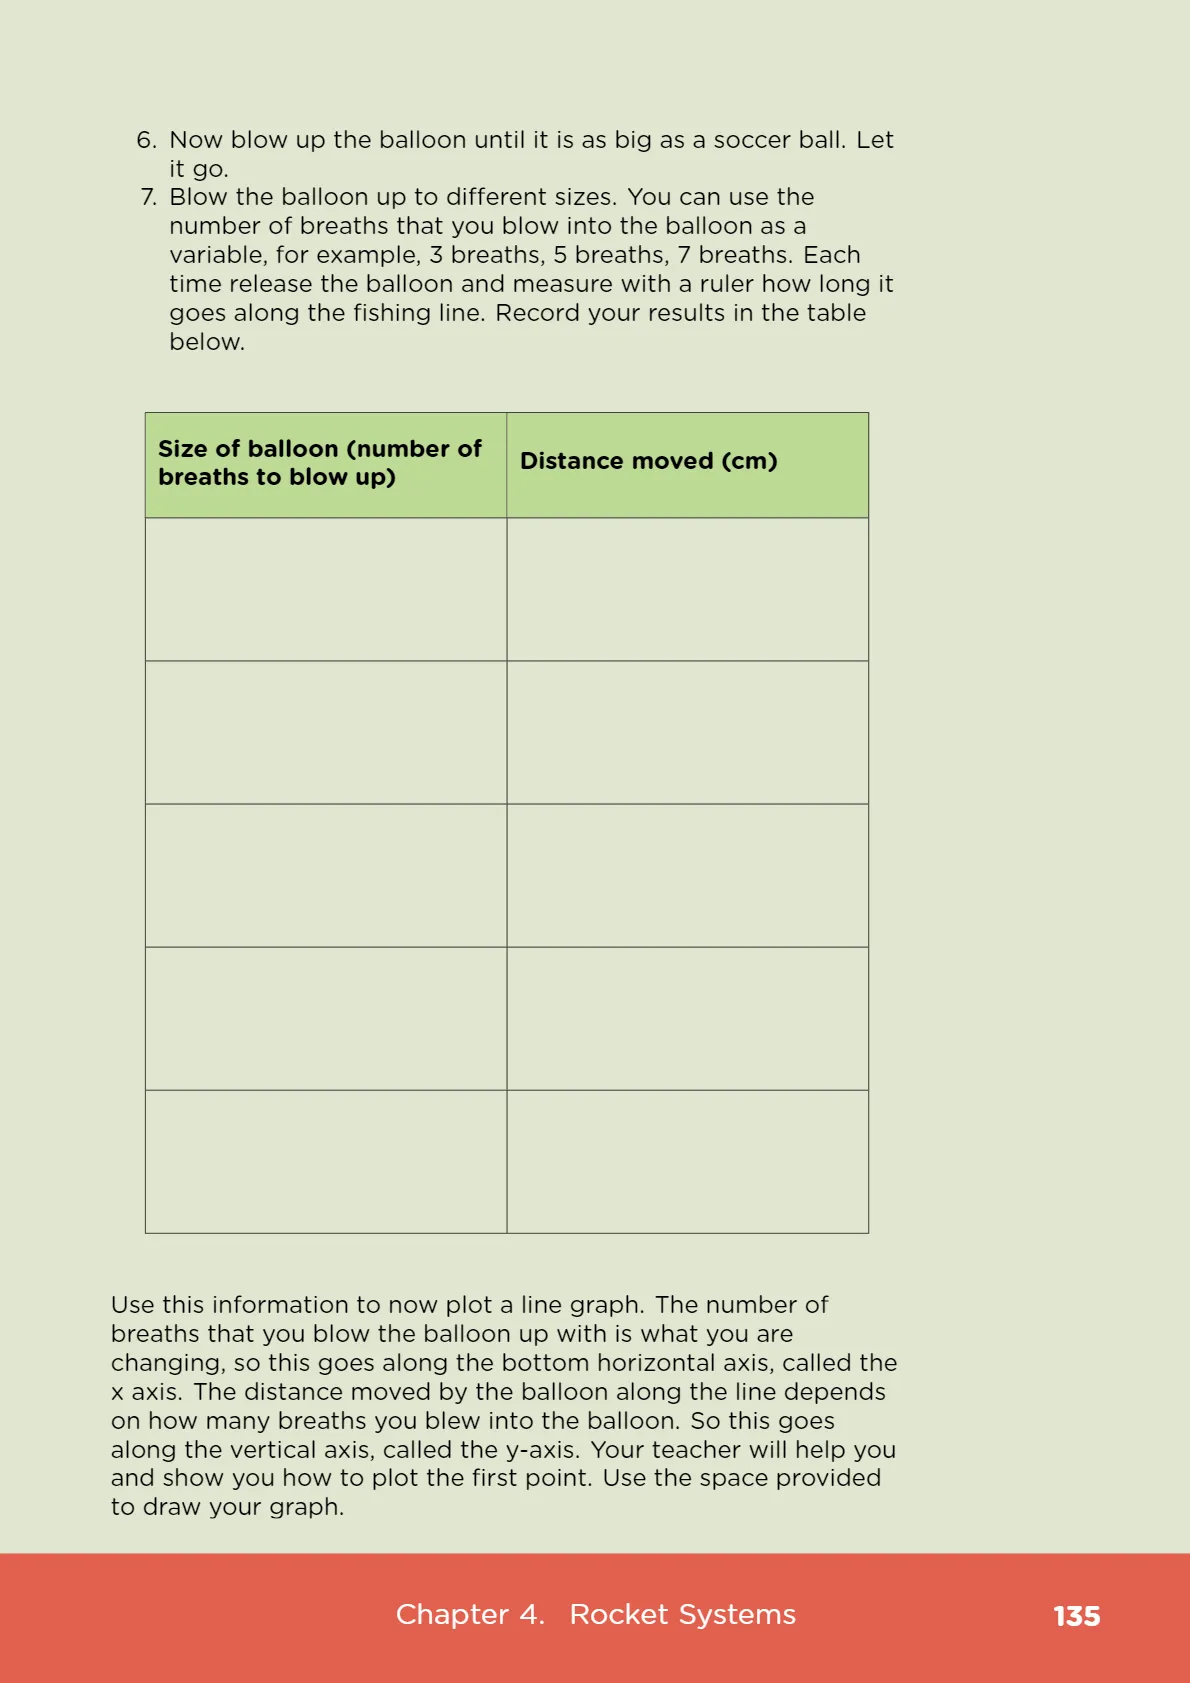 6. Now blow up the balloon until it is as big as a soccer ball. Let
it go.
7. Blow the balloon up to different sizes. You can use the
number of breaths that you blow into the balloon as a
variable, for example, 3 breaths, 5 breaths, 7 breaths. Each
time release the balloon and measure with a ruler how long it
goes along the fishing line. Record your results in the table
below.
Size of balloon (number of
breaths to blow up)
Distance moved (cm)
Use this information to now plot a line graph. The number of
breaths that you blow the balloon up with is what you are
changing, so this goes along the bottom horizontal axis, called the
x axis. The distance moved by the balloon along the line depends
on how many breaths you blew into the balloon. So this goes
along the vertical axis, called the y-axis. Your teacher will help you
and show you how to plot the first point. Use the space provided
to draw your graph.
Chapter 4. Rocket Systems
135